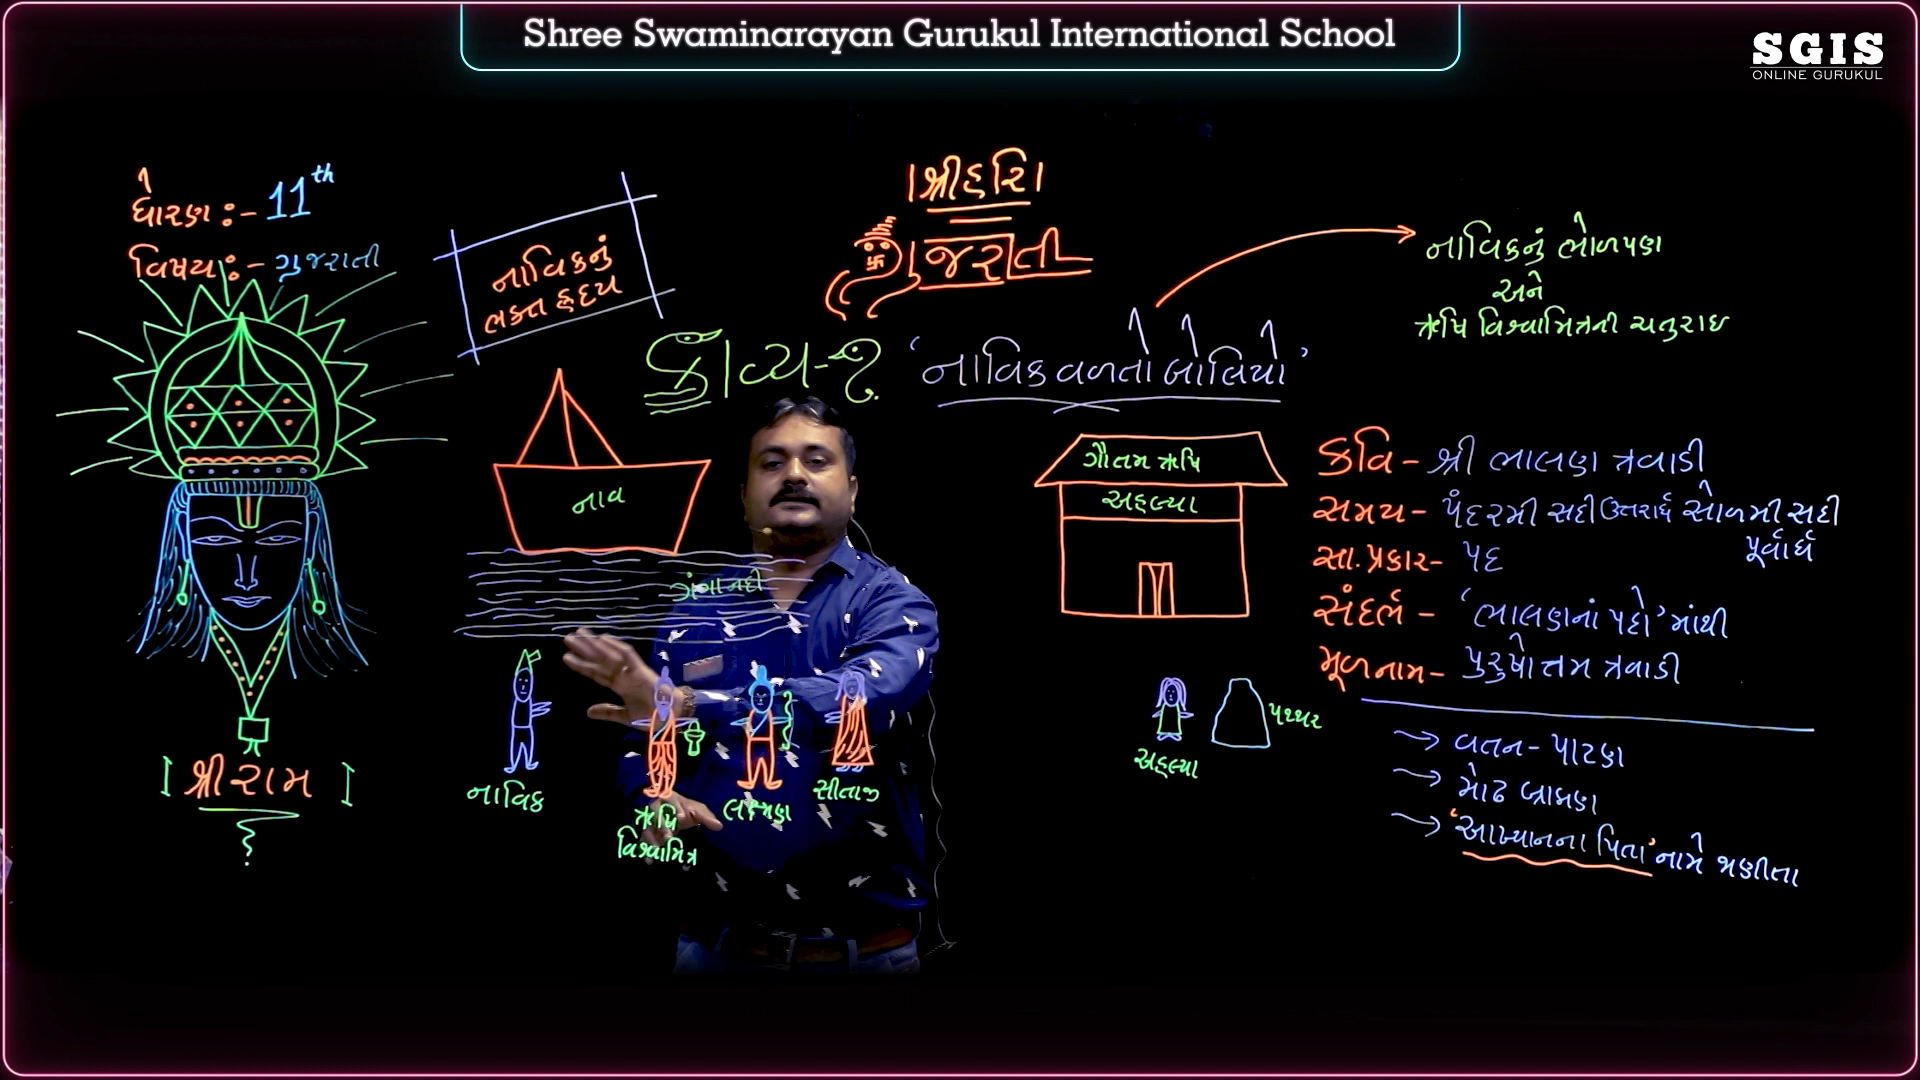 Shree Swaminarayan Gurukul International School
SGIS
ONLINE GURUKUL
ધોરણ :- 11th
વિષય :- ગુજરાતી
નાવિકનું
ભક્ત હૃદય
।શ્રી હરિ।
ગુજરાતી
નાવિકનું ભોળપણ
અને
ઋષિ વિશ્વામિત્રની ચતુરાઇ
કાવ્ય-૨ 'નાવિક વળતો બોલિયો'
નાવ
ગંગા નદી
ગૌતમ ઋષિ
અહલ્યા
કવિ - શ્રી ભાલણ ત્રવાડી
સમય - પંદરમી સદી ઉત્તરાર્ધ સોળમી સદી
પૂર્વાર્ધ
સા. પ્રકાર - પદ
સંદર્ભ - 'ભાલણનાં પદો' માંથી
મૂળનામ - પુરુષોત્તમ ત્રવાડી
→ વતન - પાટણ
→ મોઢ બ્રાહ્મણ
→ 'આખ્યાનના પિતા' નામે જાણીતા
શ્રી રામ
નાવિક
ઋષિ
વિશ્વામિત્ર
લક્ષ્મણ
સીતાજી
અહલ્યા
પથ્થર